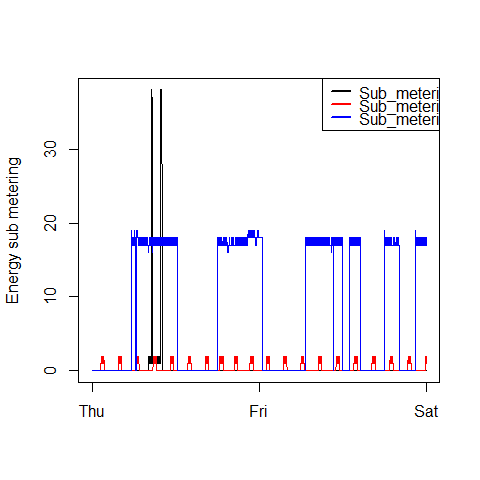 Sub_meteri
Sub_meteri
Sub_meteri
Energy sub metering
30
20
10
0
Thu Fri Sat